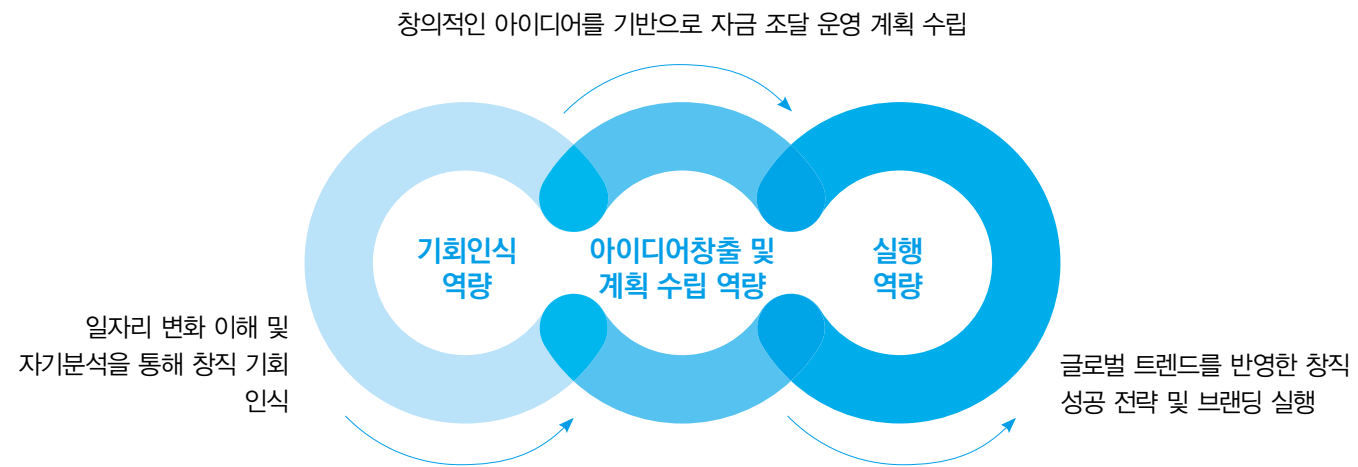 창의적인 아이디어를 기반으로 자금 조달 운영 계획 수립
기회인식
역량
아이디어창출 및
계획 수립 역량
실행
역량
일자리 변화 이해 및
자기분석을 통해 창직 기회
인식
글로벌 트렌드를 반영한 창직
성공 전략 및 브랜딩 실행